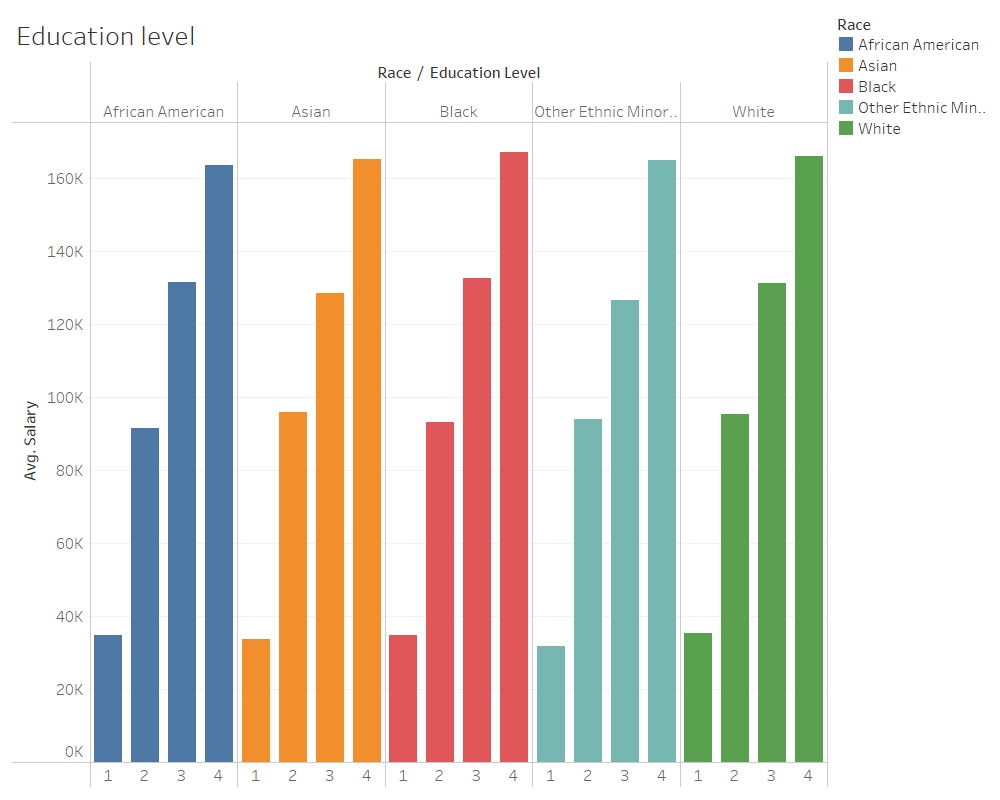 Education level
Race / Education Level
African American
Asian
Black
Other Ethnic Minor..
White
Avg. Salary
160K
140K
120K
100K
80K
60K
40K
20K
0K
1 2 3 4 1 2 3 4 1 2 3 4 1 2 3 4 1 2 3 4
Race
African American
Asian
Black
Other Ethnic Min..
White